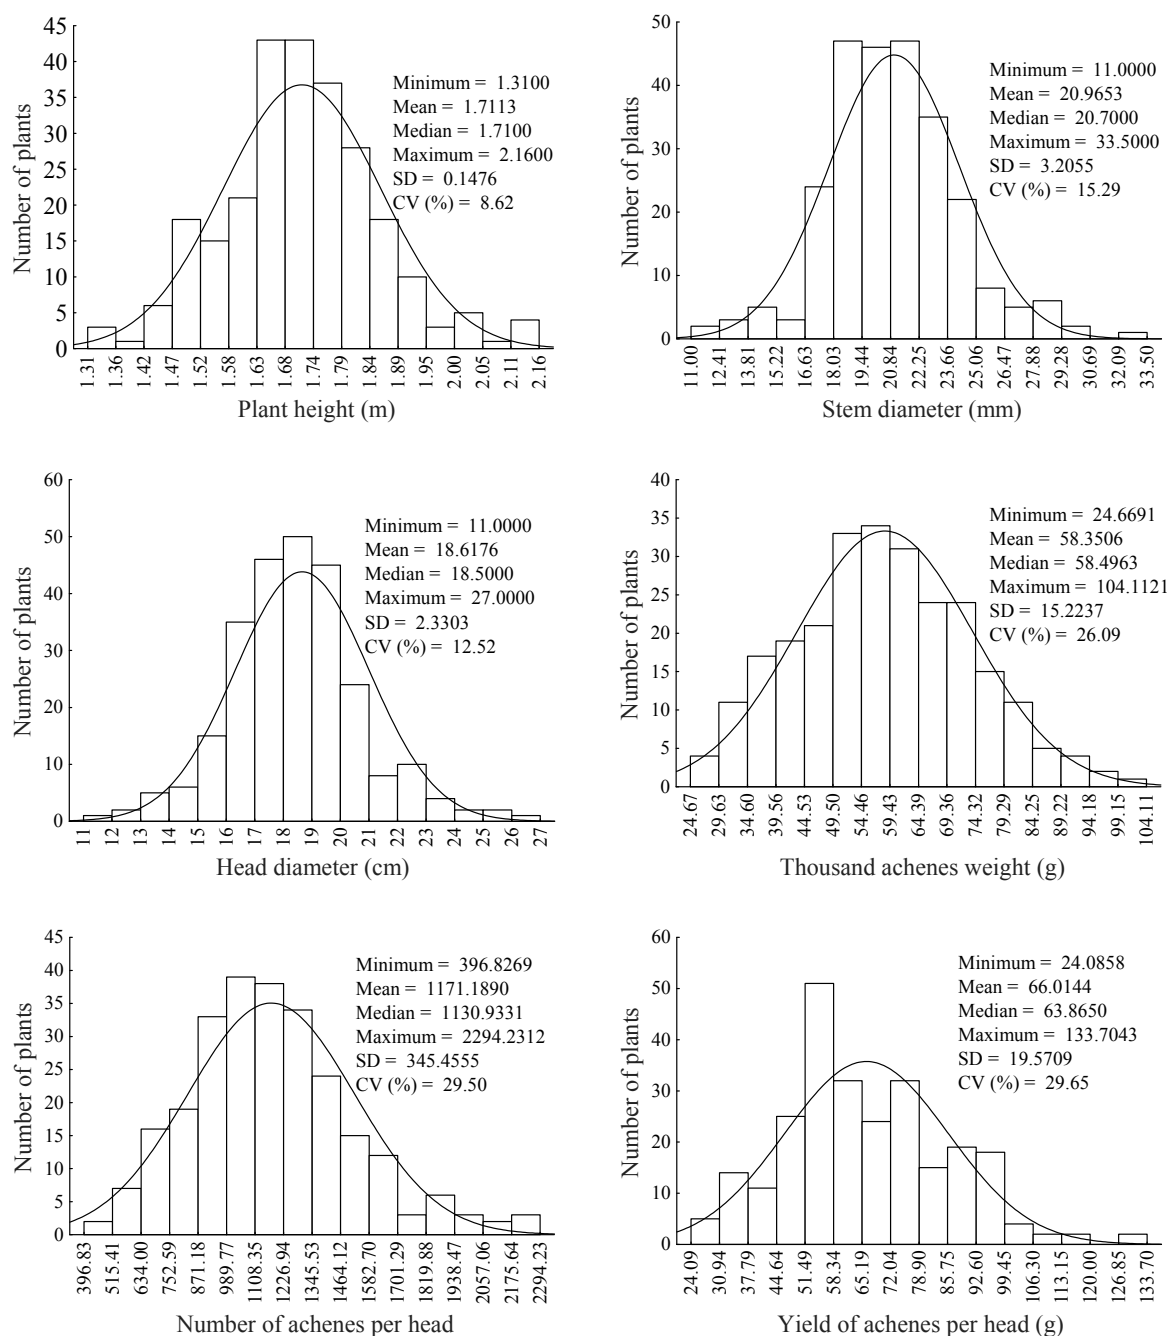 45
40
35
30
25
20
15
10
5
0
Number of plants
Minimum = 1.3100
Mean = 1.7113
Median = 1.7100
Maximum = 2.1600
SD = 0.1476
CV (%) = 8.62
1.31 1.36 1.42 1.47 1.52 1.58 1.63 1.68 1.74 1.79 1.84 1.89 1.95 2.00 2.05 2.11 2.16
Plant height (m)
50
40
30
20
10
0
Number of plants
Minimum = 11.0000
Mean = 20.9653
Median = 20.7000
Maximum = 33.5000
SD = 3.2055
CV (%) = 15.29
11.00 12.41 13.81 15.22 16.63 18.03 19.44 20.84 22.25 23.66 25.06 26.47 27.88 29.28 30.69 32.09 33.50
Stem diameter (mm)
60
50
40
30
20
10
0
Number of plants
Minimum = 11.0000
Mean = 18.6176
Median = 18.5000
Maximum = 27.0000
SD = 2.3303
CV (%) = 12.52
11 12 13 14 15 16 17 18 19 20 21 22 23 24 25 26 27
Head diameter (cm)
40
35
30
25
20
15
10
5
0
Number of plants
Minimum = 24.6691
Mean = 58.3506
Median = 58.4963
Maximum = 104.1121
SD = 15.2237
CV (%) = 26.09
24.67 29.63 34.60 39.56 44.53 49.50 54.46 59.43 64.39 69.36 74.32 79.29 84.25 89.22 94.18 99.15 104.11
Thousand achenes weight (g)
45
40
35
30
25
20
15
10
5
0
Number of plants
Minimum = 396.8269
Mean = 1171.1890
Median = 1130.9331
Maximum = 2294.2312
SD = 345.4555
CV (%) = 29.50
396.83 515.41 634.00 752.59 871.18 989.77 1108.35 1226.94 1345.53 1464.12 1582.70 1701.29 1819.88 1938.47 2057.06 2175.64 2294.23
Number of achenes per head
60
50
40
30
20
10
0
Number of plants
Minimum = 24.0858
Mean = 66.0144
Median = 63.8650
Maximum = 133.7043
SD = 19.5709
CV (%) = 29.65
24.09 30.94 37.79 44.64 51.49 58.34 65.19 72.04 78.90 85.75 92.60 99.45 106.30 113.15 120.00 126.85 133.70
Yield of achenes per head (g)